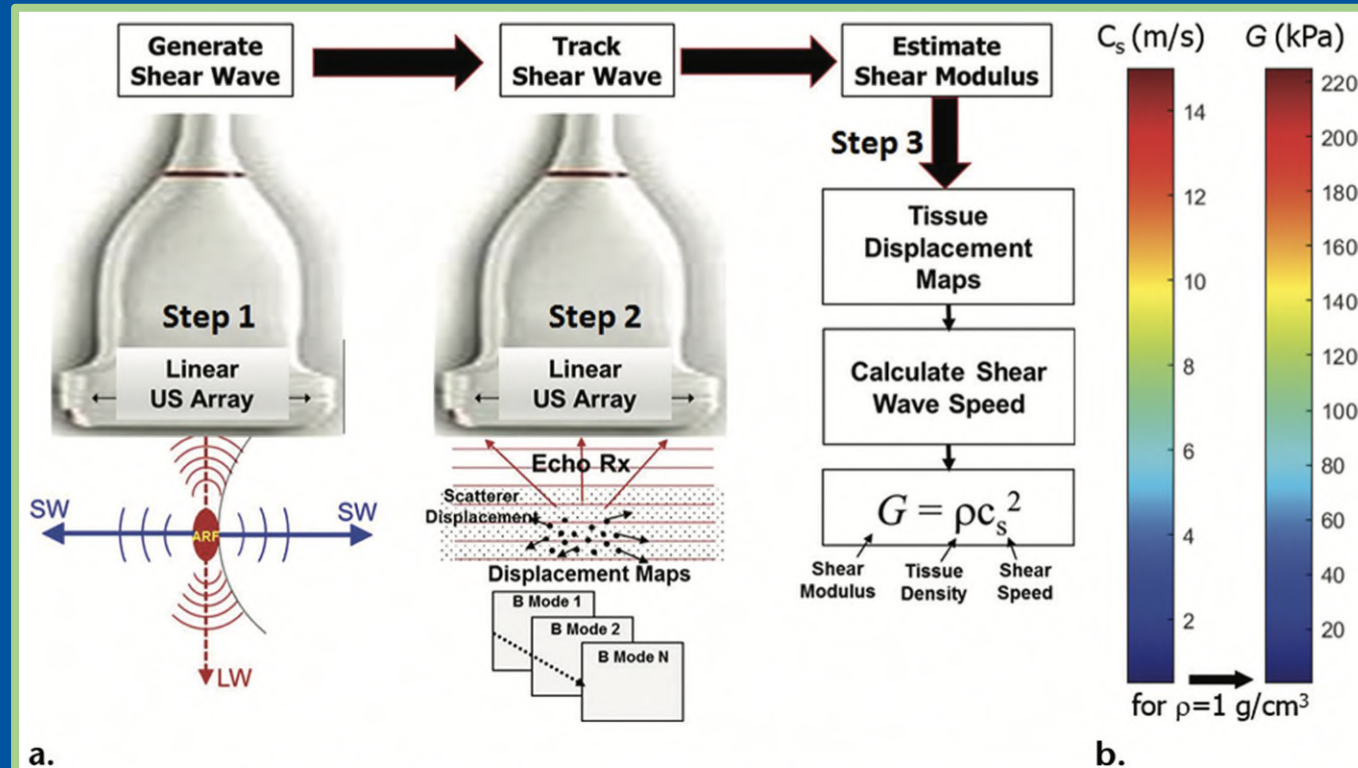 Generate
Shear Wave
Track
Shear Wave
Estimate
Shear Modulus
Step 1
Linear
US Array
SW
SW
ARF
LW
Step 2
Linear
US Array
Echo Rx
Scatterer
Displacement
Displacement Maps
B Mode 1
B Mode 2
B Mode N
Step 3
Tissue
Displacement
Maps
Calculate Shear
Wave Speed
G = ρcₛ²
Shear
Modulus
Tissue
Density
Shear
Speed
a.
Cₛ (m/s)
14
12
10
8
6
4
2
G (kPa)
220
200
180
160
140
120
100
80
60
40
20
for ρ=1 g/cm³
b.